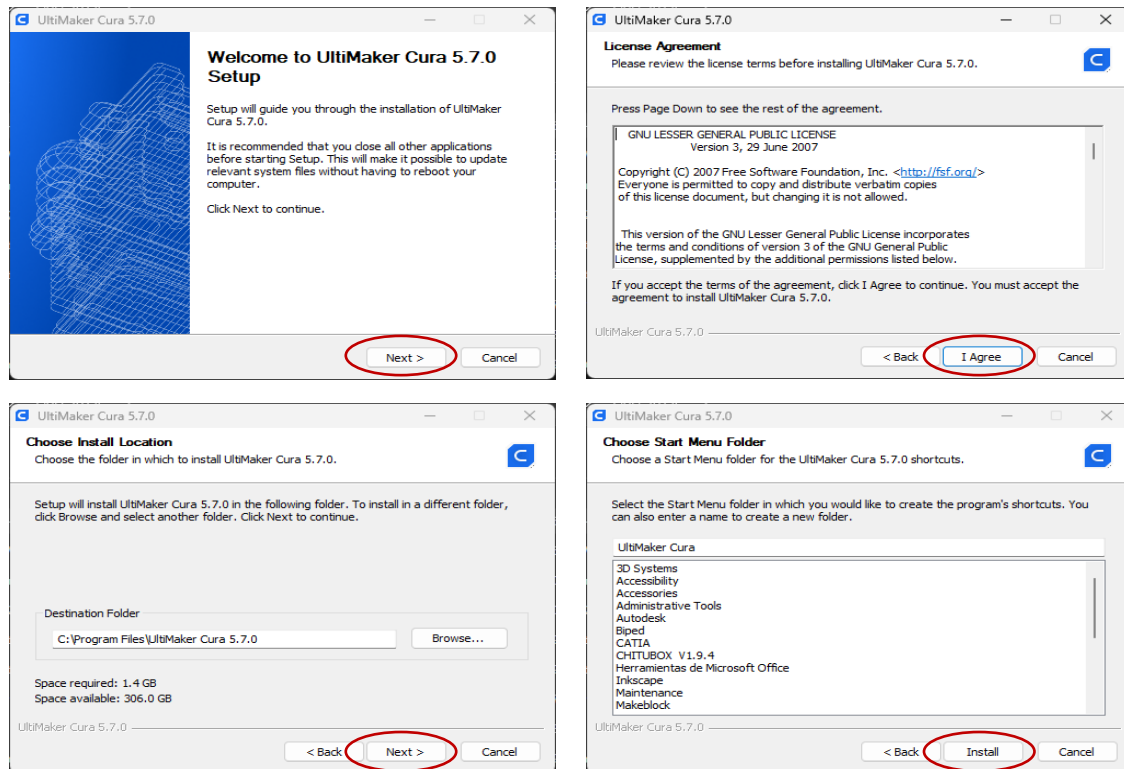 UltiMaker Cura 5.7.0
Welcome to UltiMaker Cura 5.7.0
Setup
Setup will guide you through the installation of UltiMaker
Cura 5.7.0.
It is recommended that you close all other applications
before starting Setup. This will make it possible to update
relevant system files without having to reboot your
computer.
Click Next to continue.
Next >
Cancel
UltiMaker Cura 5.7.0
License Agreement
Please review the license terms before installing UltiMaker Cura 5.7.0.
Press Page Down to see the rest of the agreement.
GNU LESSER GENERAL PUBLIC LICENSE
Version 3, 29 June 2007
Copyright (C) 2007 Free Software Foundation, Inc. <http://fsf.org/>
Everyone is permitted to copy and distribute verbatim copies
of this license document, but changing it is not allowed.
This version of the GNU Lesser General Public License incorporates
the terms and conditions of version 3 of the GNU General Public
License, supplemented by the additional permissions listed below.
If you accept the terms of the agreement, click I Agree to continue. You must accept the
agreement to install UltiMaker Cura 5.7.0.
UltiMaker Cura 5.7.0
< Back
I Agree
Cancel
UltiMaker Cura 5.7.0
Choose Install Location
Choose the folder in which to install UltiMaker Cura 5.7.0.
Setup will install UltiMaker Cura 5.7.0 in the following folder. To install in a different folder,
click Browse and select another folder. Click Next to continue.
Destination Folder
C:\Program Files\UltiMaker Cura 5.7.0
Browse...
Space required: 1.4 GB
Space available: 306.0 GB
UltiMaker Cura 5.7.0
< Back
Next >
Cancel
UltiMaker Cura 5.7.0
Choose Start Menu Folder
Choose a Start Menu folder for the UltiMaker Cura 5.7.0 shortcuts.
Select the Start Menu folder in which you would like to create the program's shortcuts. You
can also enter a name to create a new folder.
UltiMaker Cura
3D Systems
Accessibility
Accessories
Administrative Tools
Autodesk
Biped
CATIA
CHITUBOX V1.9.4
Herramientas de Microsoft Office
Inkscape
Maintenance
Makeblock
UltiMaker Cura 5.7.0
< Back
Install
Cancel